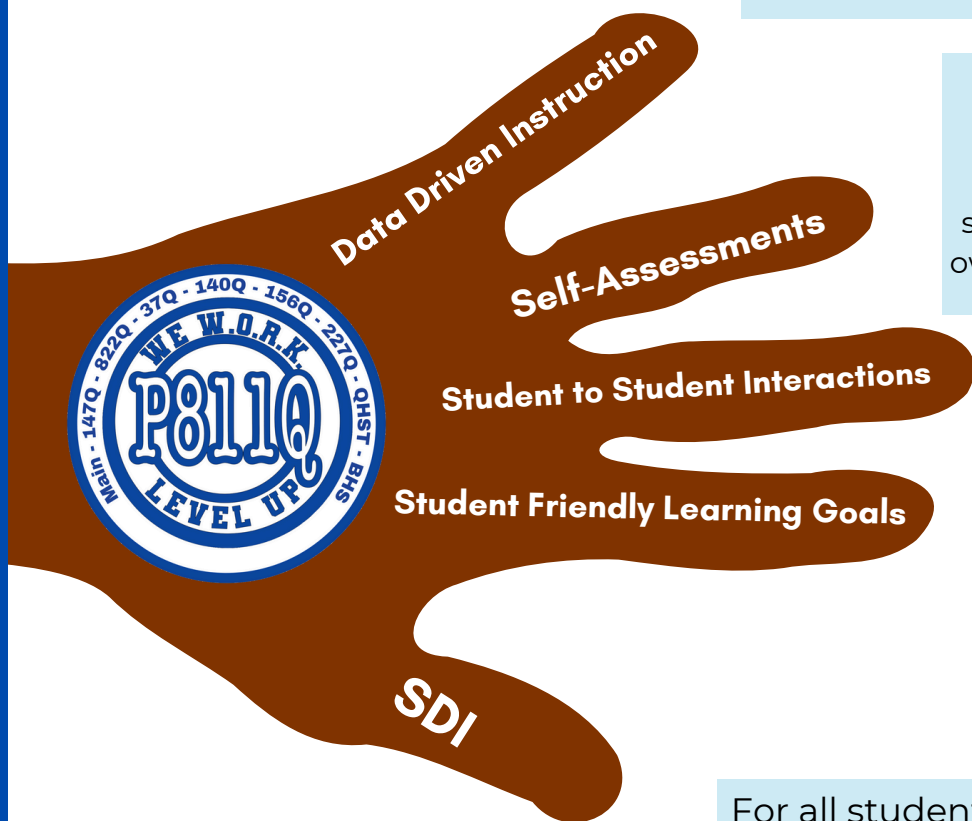 Data Driven Instruction
Self-Assessments
Student to Student Interactions
Student Friendly Learning Goals
SDI
Main - 147Q - 822Q - 37Q - 140Q - 156Q - 227Q - QHST - BHS
WE W.O.R.K.
P811Q
LEVEL UP
For all student